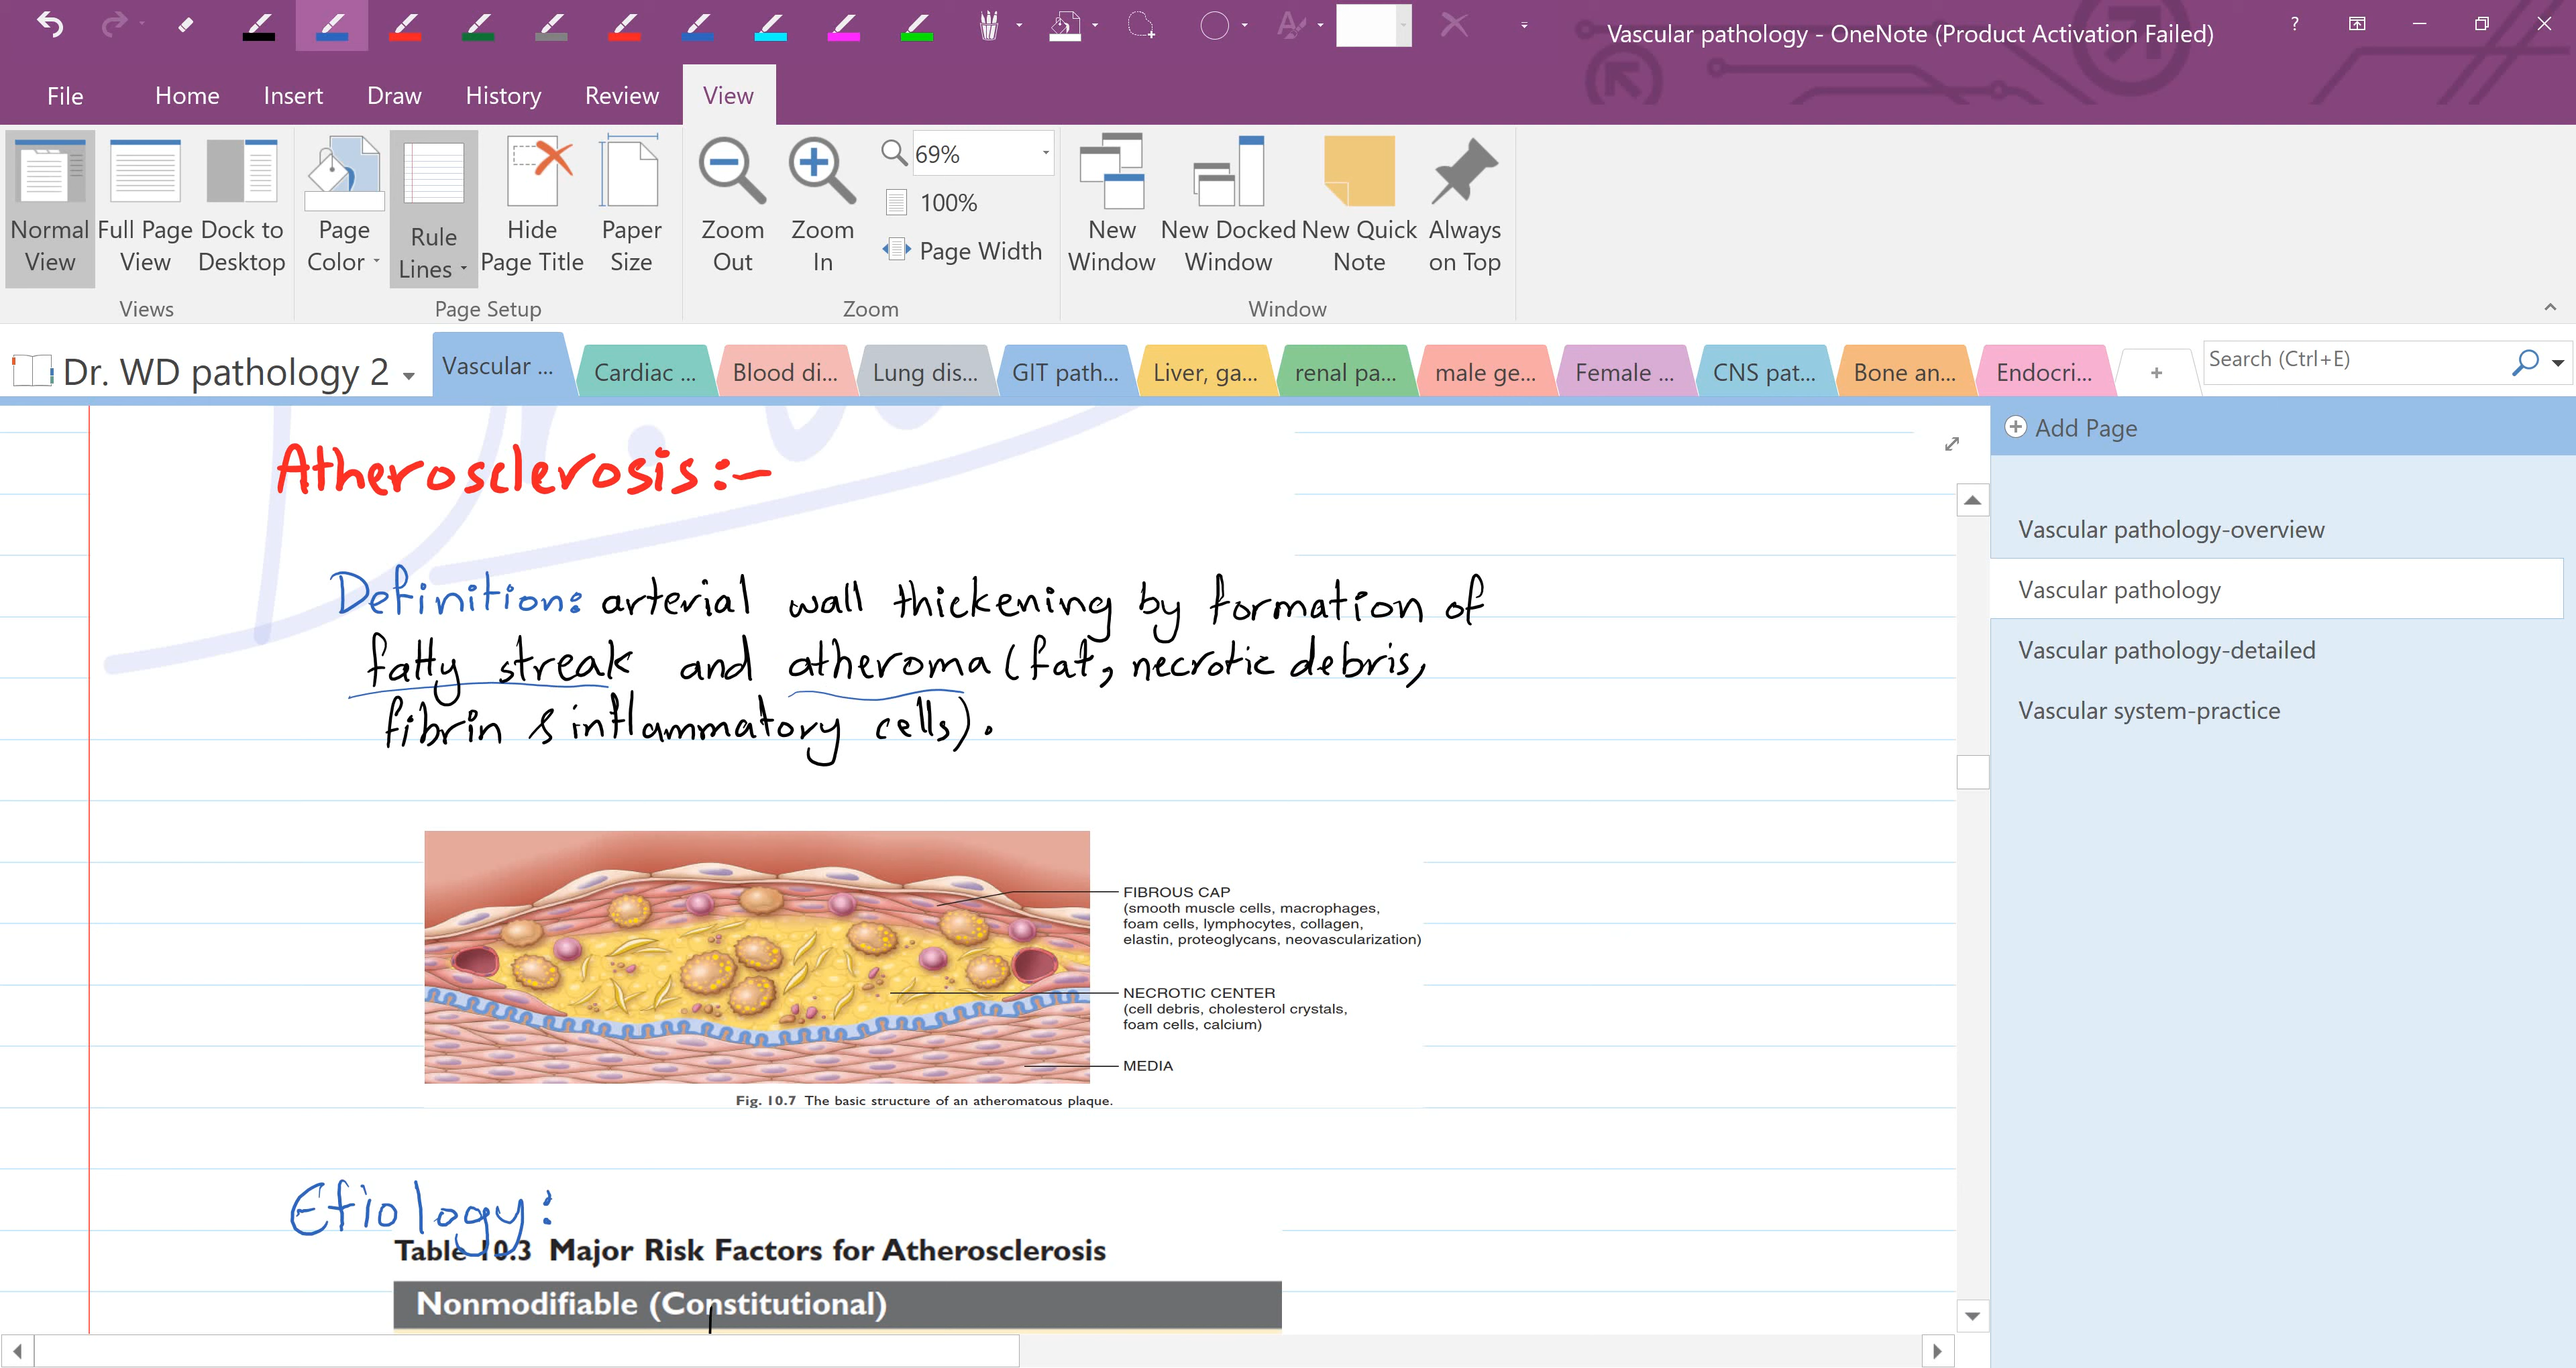 Vascular pathology - OneNote (Product Activation Failed)
File Home Insert Draw History Review View
Normal View
Full Page View
Dock to Desktop
Page Color
Rule Lines
Hide Page Title
Paper Size
Zoom Out
Zoom In
69%
100%
Page Width
New Window
New Docked Window
New Quick Note
Always on Top
Views Page Setup Zoom Window
Dr. WD pathology 2
Vascular ... Cardiac ... Blood di... Lung dis... GIT path... Liver, ga... renal pa... male ge... Female ... CNS pat... Bone an... Endocri... +
Search (Ctrl+E)
Add Page
Vascular pathology-overview
Vascular pathology
Vascular pathology-detailed
Vascular system-practice
Atherosclerosis:-
Definition: arterial wall thickening by formation of
fatty streak and atheroma (fat, necrotic debris,
fibrin & inflammatory cells).
FIBROUS CAP
(smooth muscle cells, macrophages,
foam cells, lymphocytes, collagen,
elastin, proteoglycans, neovascularization)
NECROTIC CENTER
(cell debris, cholesterol crystals,
foam cells, calcium)
MEDIA
Fig. 10.7 The basic structure of an atheromatous plaque.
Etiology:
Table 10.3 Major Risk Factors for Atherosclerosis
Nonmodifiable (Constitutional)